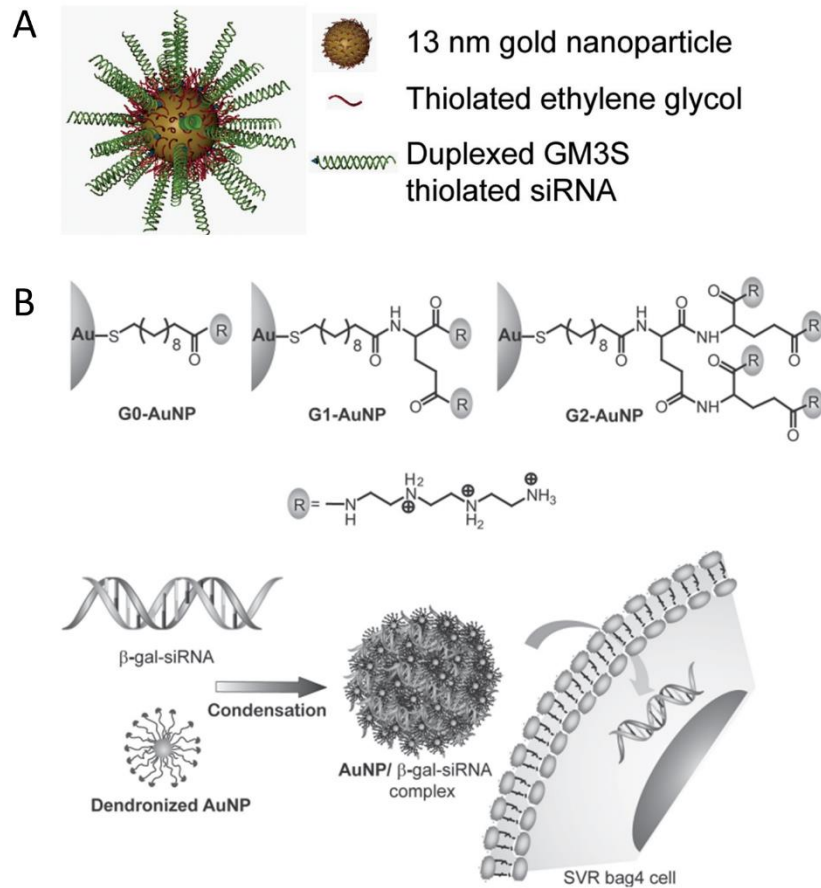 A
13 nm gold nanoparticle
Thiolated ethylene glycol
Duplexed GM3S
thiolated siRNA
B
Au S 8 O R
G0-AuNP
Au S 8 O H N O R O R
G1-AuNP
Au S 8 O H N O NH O R O R O NH O R O R
G2-AuNP
R = N H H2 N ⊕ ⊕ N H2 ⊕ NH3
β-gal-siRNA
Condensation
Dendronized AuNP
AuNP/ β-gal-siRNA
complex
SVR bag4 cell